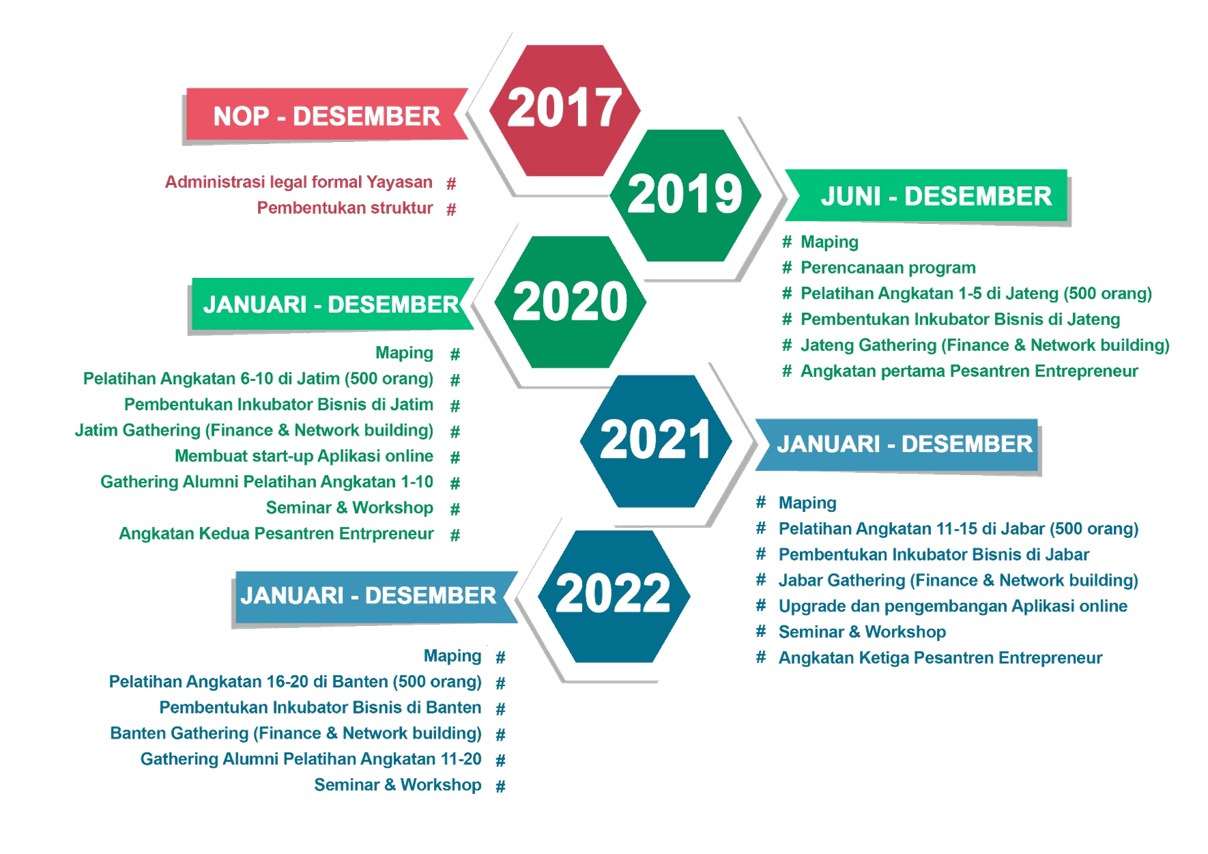 2017
NOP - DESEMBER
Administrasi legal formal Yayasan #
Pembentukan struktur #
2019
JUNI - DESEMBER
# Maping
# Perencanaan program
# Pelatihan Angkatan 1-5 di Jateng (500 orang)
# Pembentukan Inkubator Bisnis di Jateng
# Jateng Gathering (Finance & Network building)
# Angkatan pertama Pesantren Entrepreneur
2020
JANUARI - DESEMBER
Maping #
Pelatihan Angkatan 6-10 di Jatim (500 orang) #
Pembentukan Inkubator Bisnis di Jatim #
Jatim Gathering (Finance & Network building) #
Membuat start-up Aplikasi online #
Gathering Alumni Pelatihan Angkatan 1-10 #
Seminar & Workshop #
Angkatan Kedua Pesantren Entrpreneur #
2021
JANUARI - DESEMBER
# Maping
# Pelatihan Angkatan 11-15 di Jabar (500 orang)
# Pembentukan Inkubator Bisnis di Jabar
# Jabar Gathering (Finance & Network building)
# Upgrade dan pengembangan Aplikasi online
# Seminar & Workshop
# Angkatan Ketiga Pesantren Entrepreneur
2022
JANUARI - DESEMBER
Maping #
Pelatihan Angkatan 16-20 di Banten (500 orang) #
Pembentukan Inkubator Bisnis di Banten #
Banten Gathering (Finance & Network building) #
Gathering Alumni Pelatihan Angkatan 11-20 #
Seminar & Workshop #